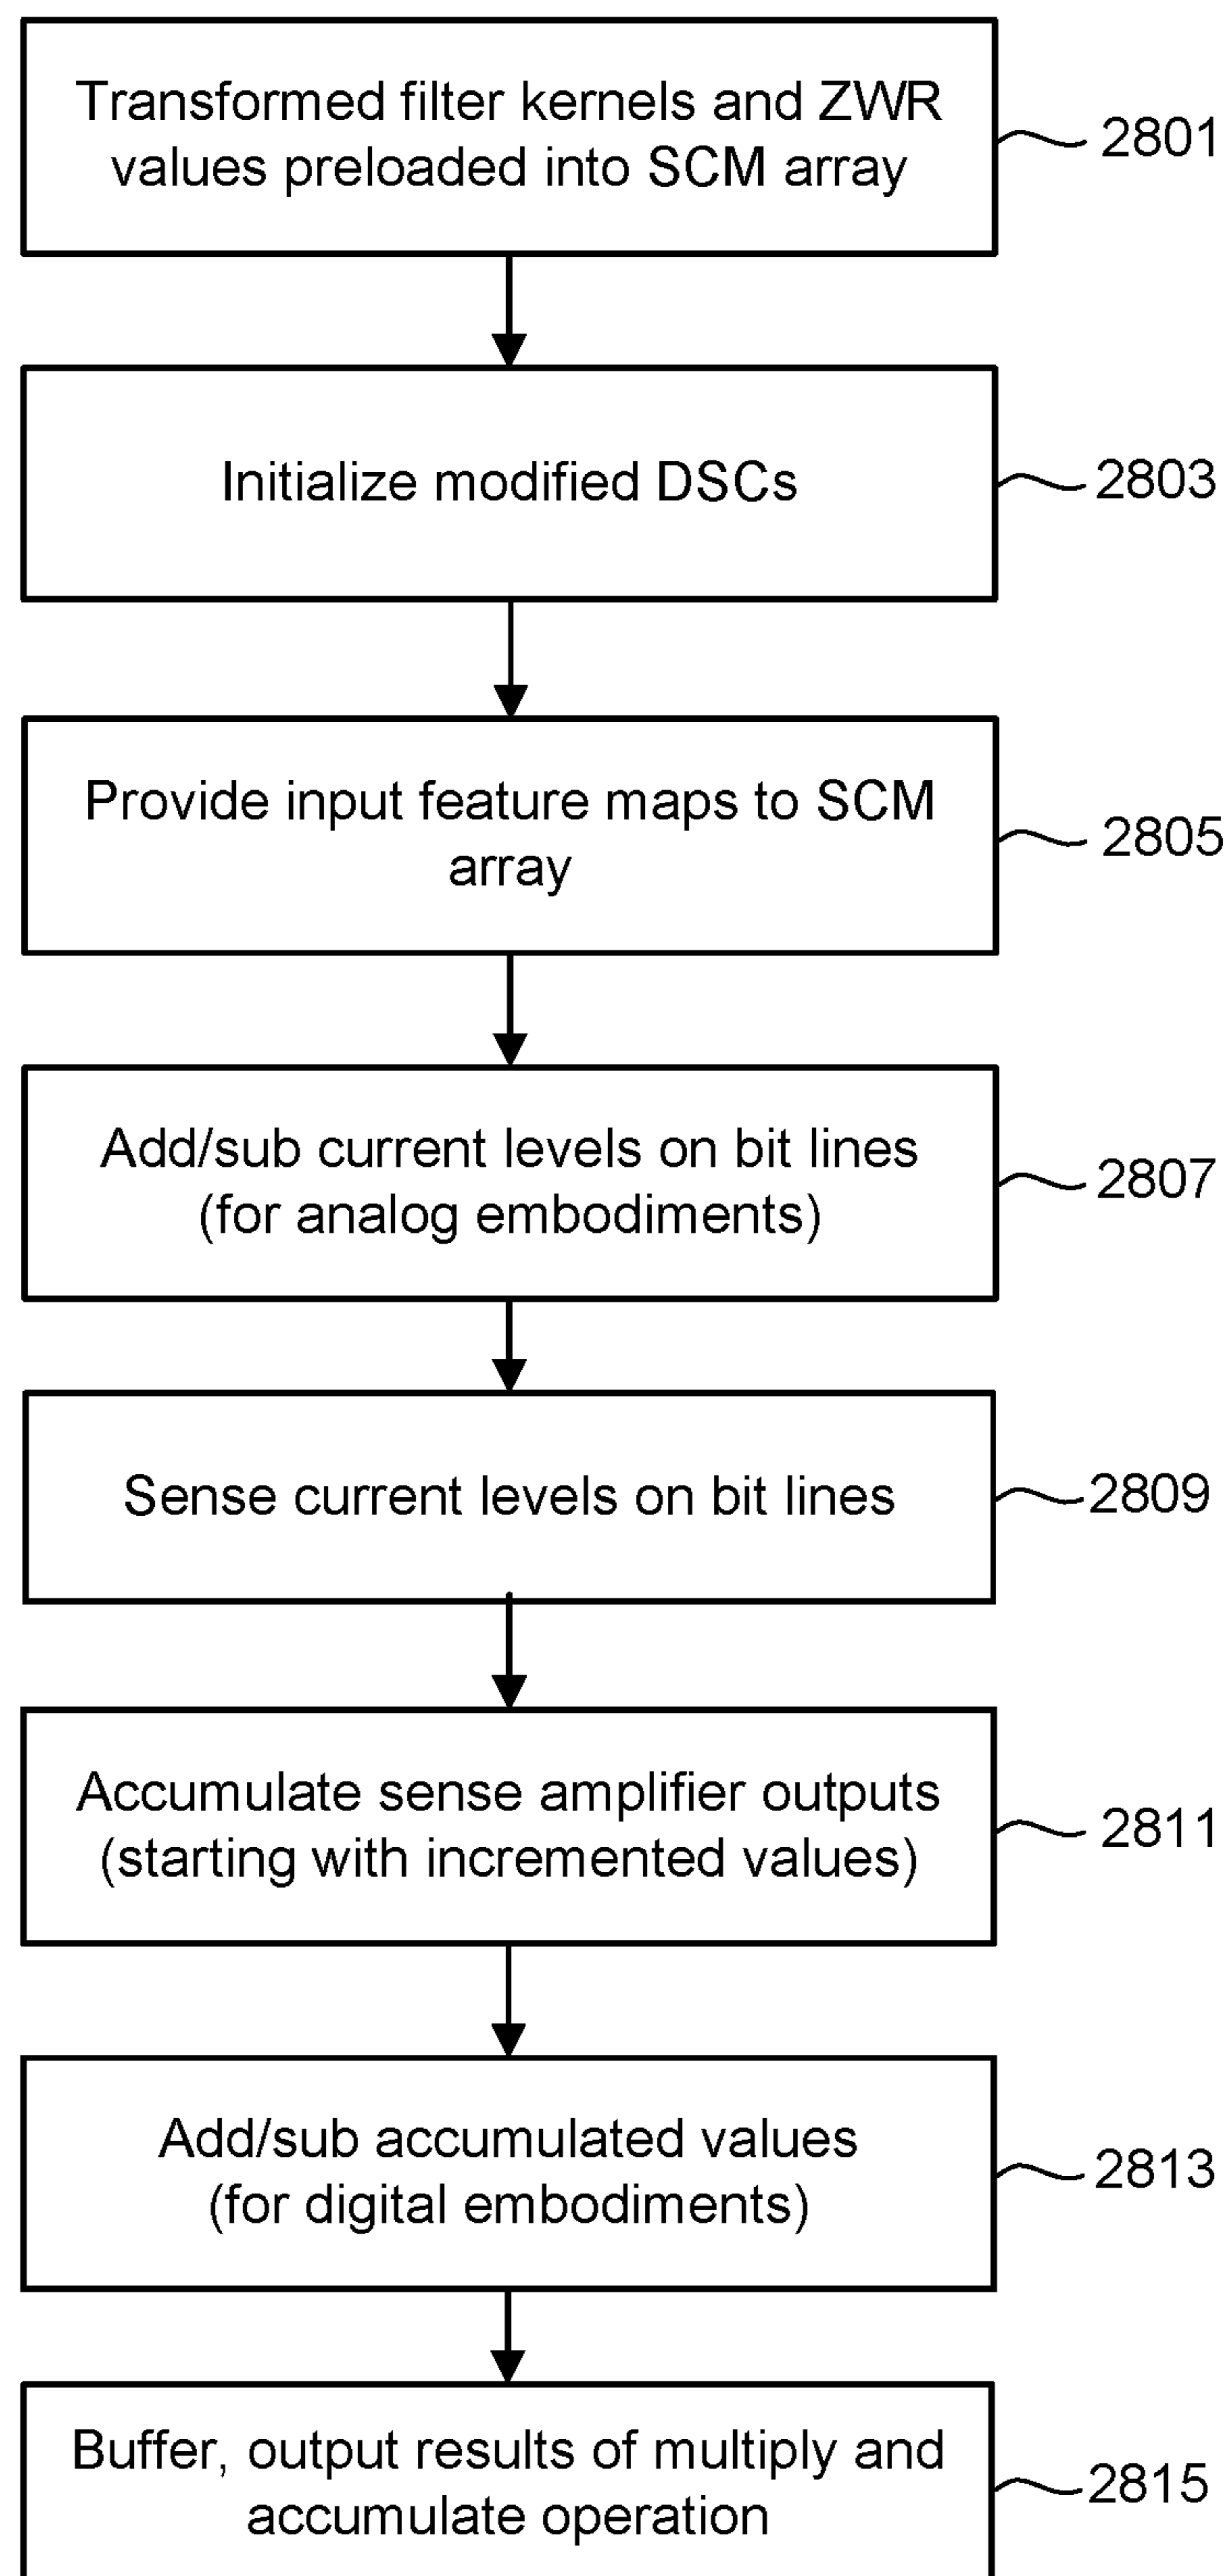 Transformed filter kernels and ZWR
values preloaded into SCM array
2801
Initialize modified DSCs
2803
Provide input feature maps to SCM
array
2805
Add/sub current levels on bit lines
(for analog embodiments)
2807
Sense current levels on bit lines
2809
Accumulate sense amplifier outputs
(starting with incremented values)
2811
Add/sub accumulated values
(for digital embodiments)
2813
Buffer, output results of multiply and
accumulate operation
2815